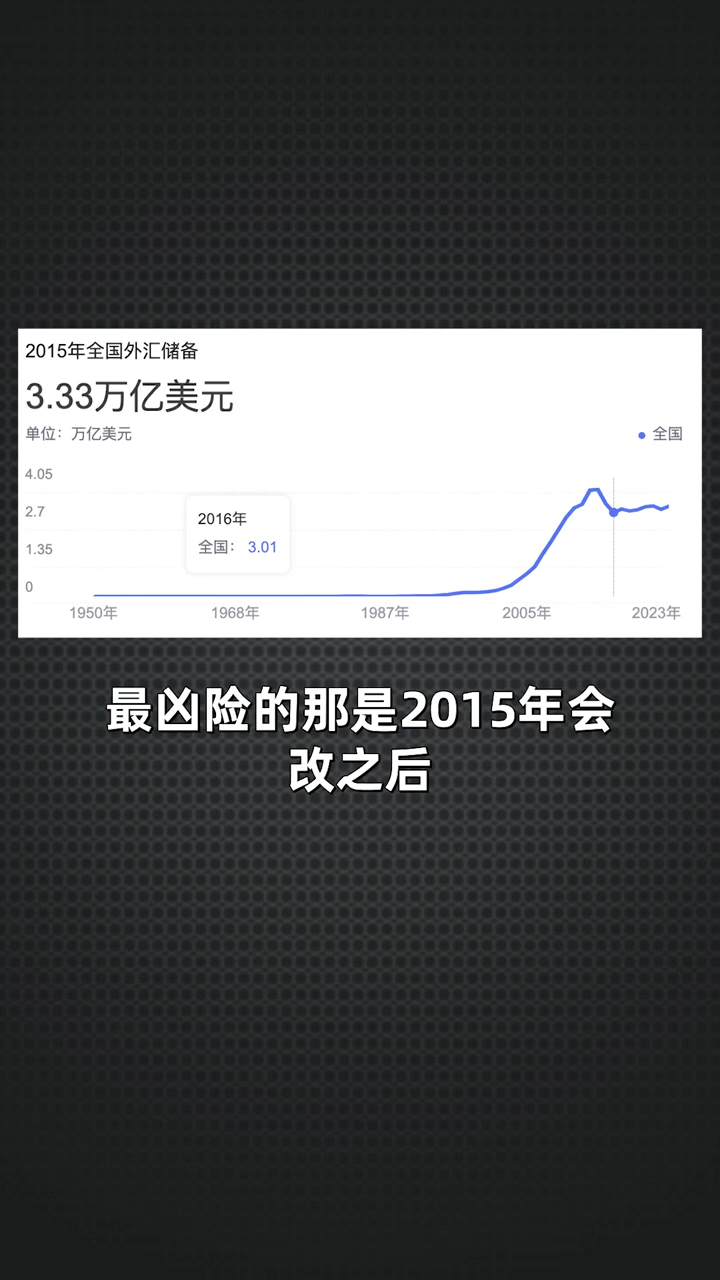 2015年全国外汇储备
3.33万亿美元
单位：万亿美元
全国
4.05
2.7
1.35
0
2016年
全国： 3.01
1950年 1968年 1987年 2005年 2023年
最凶险的那是2015年会
改之后